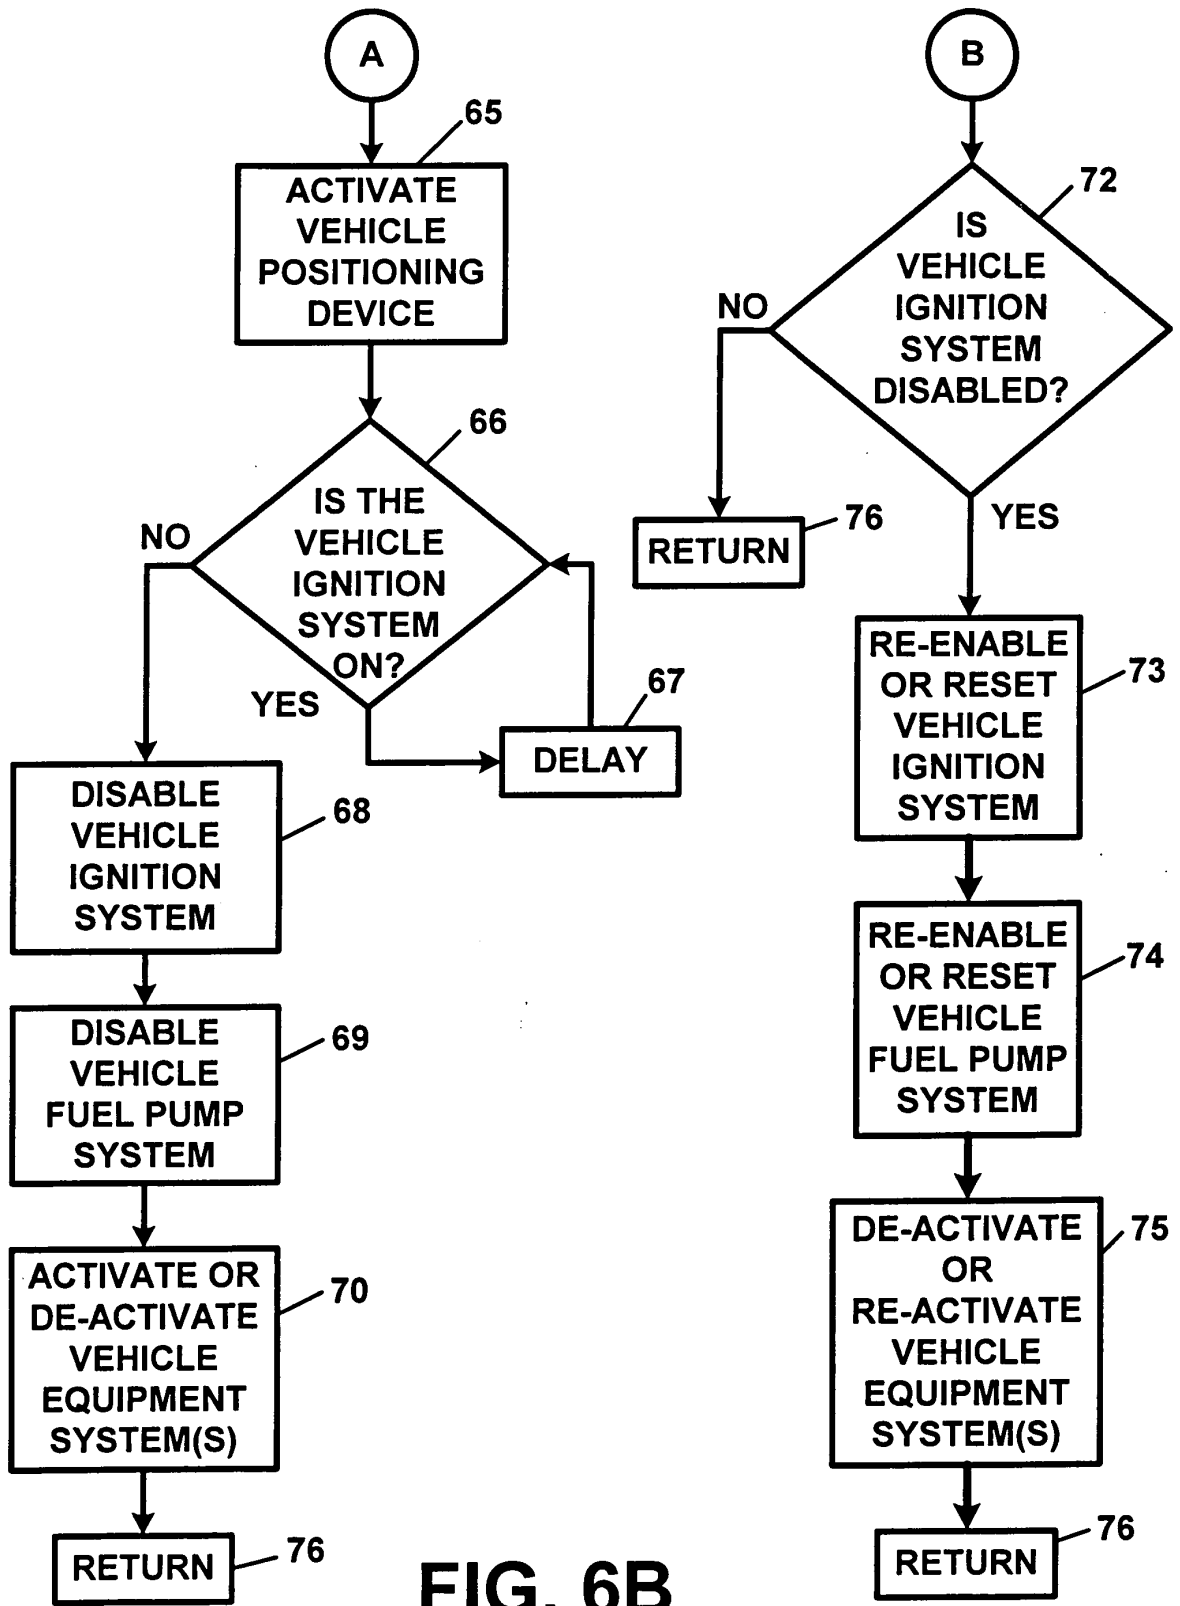 A
65
ACTIVATE
VEHICLE
POSITIONING
DEVICE
66
IS THE
VEHICLE
IGNITION
SYSTEM
ON?
NO
YES
67
DELAY
68
DISABLE
VEHICLE
IGNITION
SYSTEM
69
DISABLE
VEHICLE
FUEL PUMP
SYSTEM
70
ACTIVATE OR
DE-ACTIVATE
VEHICLE
EQUIPMENT
SYSTEM(S)
RETURN
76
B
72
IS
VEHICLE
IGNITION
SYSTEM
DISABLED?
NO
YES
76
RETURN
73
RE-ENABLE
OR RESET
VEHICLE
IGNITION
SYSTEM
74
RE-ENABLE
OR RESET
VEHICLE
FUEL PUMP
SYSTEM
75
DE-ACTIVATE
OR
RE-ACTIVATE
VEHICLE
EQUIPMENT
SYSTEM(S)
76
RETURN
FIG. 6B